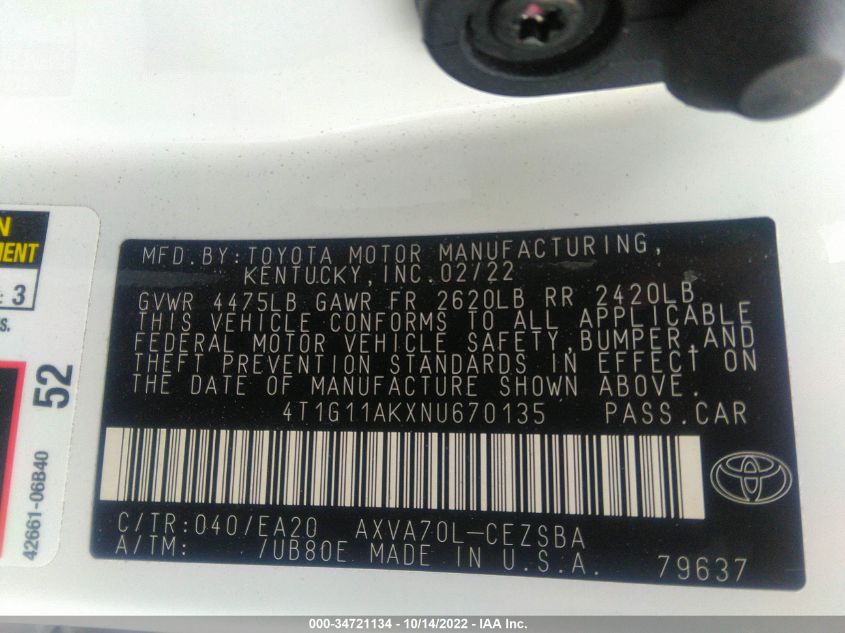 N
MENT
: 3
S.
52
42661-06B40
MFD.BY:TOYOTA MOTOR MANUFACTURING,
KENTUCKY,INC.02/22
GVWR 4475LB GAWR FR 2620LB RR 2420LB
THIS VEHICLE CONFORMS TO ALL APPLICABLE
FEDERAL MOTOR VEHICLE SAFETY,BUMPER,AND
THEFT PREVENTION STANDARDS IN EFFECT ON
THE DATE OF MANUFACTURE SHOWN ABOVE.
4T1G11AKXNU670135 PASS.CAR
C/TR:040/EA20 AXVA70L-CEZSBA
A/TM: /UB80E MADE IN U.S.A. 79637
000-34721134 - 10/14/2022 - IAA Inc.